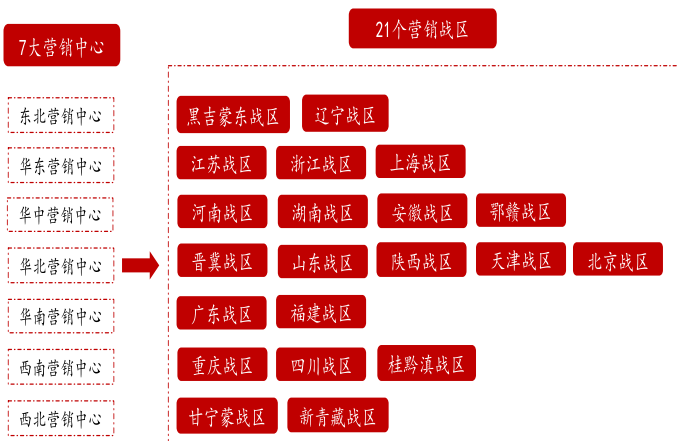 21个营销战区
7大营销中心
东北营销中心 黑吉蒙东战区 辽宁战区
华东营销中心 江苏战区 浙江战区 上海战区
华中营销中心 河南战区 湖南战区 安徽战区 鄂赣战区
华北营销中心 晋冀战区 山东战区 陕西战区 天津战区 北京战区
华南营销中心 广东战区 福建战区
西南营销中心 重庆战区 四川战区 桂黔滇战区
西北营销中心 甘宁蒙战区 新青藏战区